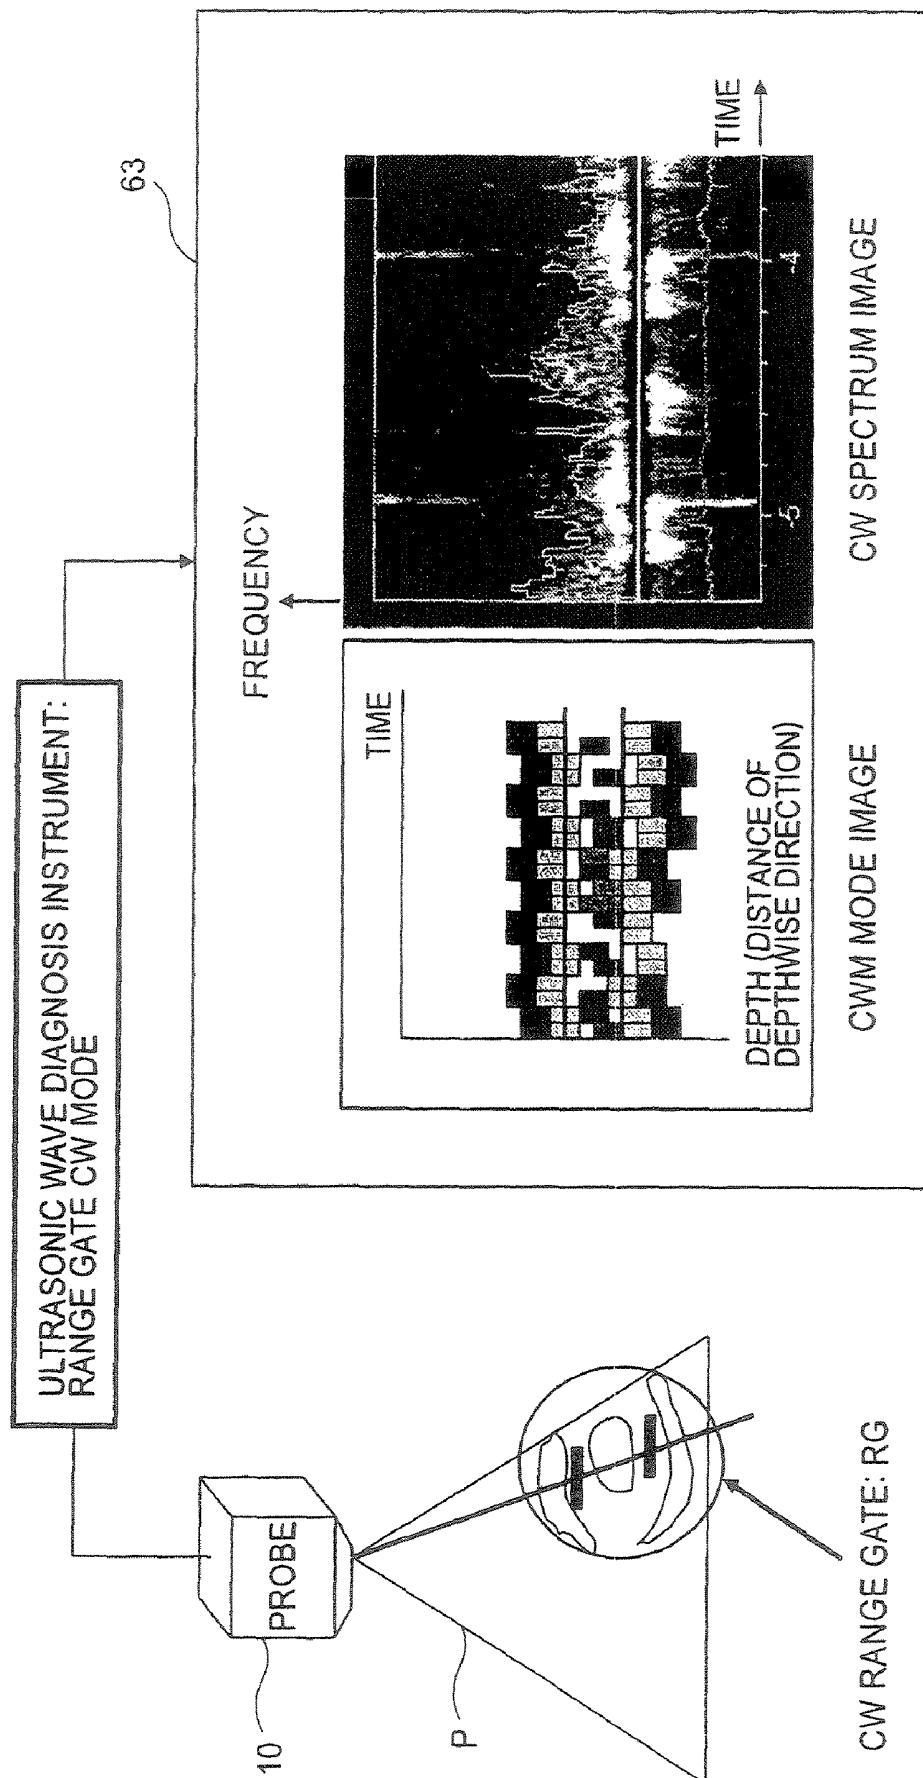 ULTRASONIC WAVE DIAGNOSIS INSTRUMENT:
RANGE GATE CW MODE
63
10
PROBE
P
CW RANGE GATE: RG
FREQUENCY
TIME
DEPTH (DISTANCE OF
DEPTHWISE DIRECTION)
CWM MODE IMAGE
TIME
-5
-4
CW SPECTRUM IMAGE